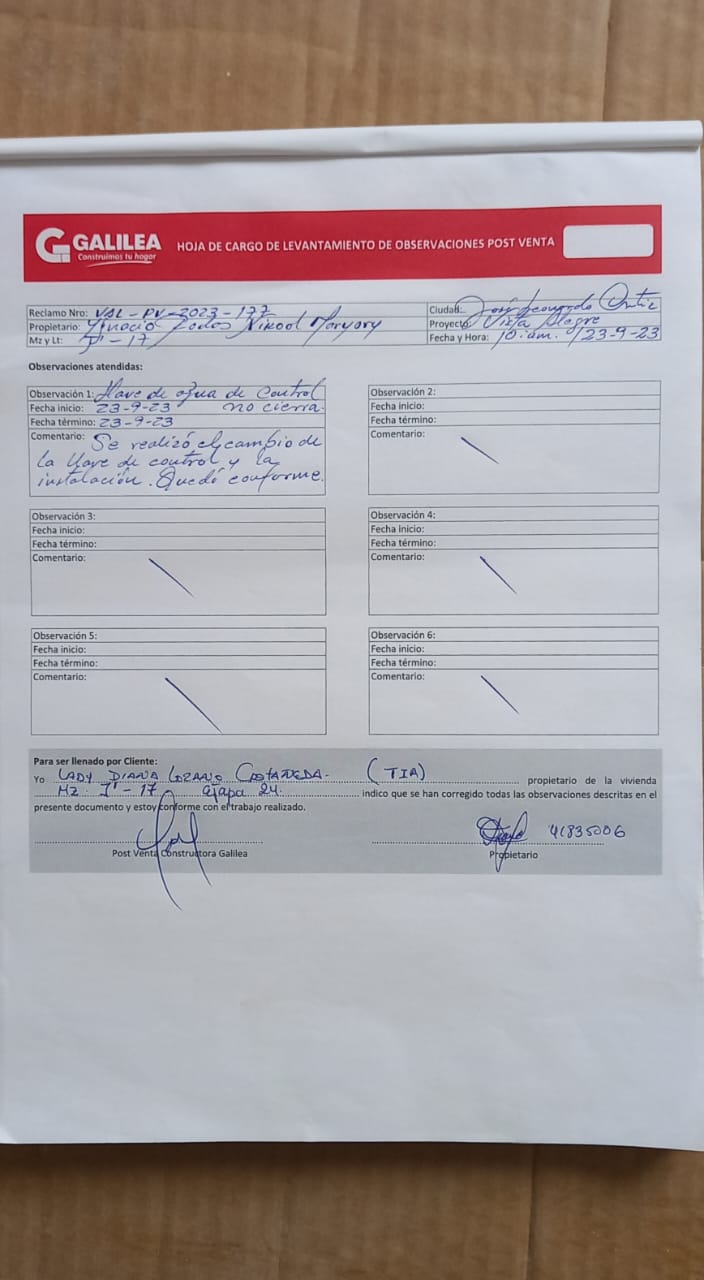 GALILEA
Construimos tu hogar
HOJA DE CARGO DE LEVANTAMIENTO DE OBSERVACIONES POST VENTA
Reclamo Nro: VAL-PV-2023-177
Ciudad: José Leonardo Ortiz
Propietario: Nikool Maryory
Proyecto Vista Alegre
Mz y Lt: I'-17
Fecha y Hora: 10:am. /23-9-23
Observaciones atendidas:
Observación 1: Llave de agua de Control
Fecha inicio: 23-9-23 no cierra.
Fecha término: 23-9-23
Comentario: Se realizó el cambio de
la llave de control y la
instalación. Quedó conforme.
Observación 2:
Fecha inicio:
Fecha término:
Comentario:
Observación 3:
Fecha inicio:
Fecha término:
Comentario:
Observación 4:
Fecha inicio:
Fecha término:
Comentario:
Observación 5:
Fecha inicio:
Fecha término:
Comentario:
Observación 6:
Fecha inicio:
Fecha término:
Comentario:
Para ser llenado por Cliente:
Yo LADY DIANA LOZANO CASTAÑEDA. (TIA) propietario de la vivienda
MZ. I'-17 etapa 24. indico que se han corregido todas las observaciones descritas en el
presente documento y estoy conforme con el trabajo realizado.
41835006
Post Venta Constructora Galilea
Propietario